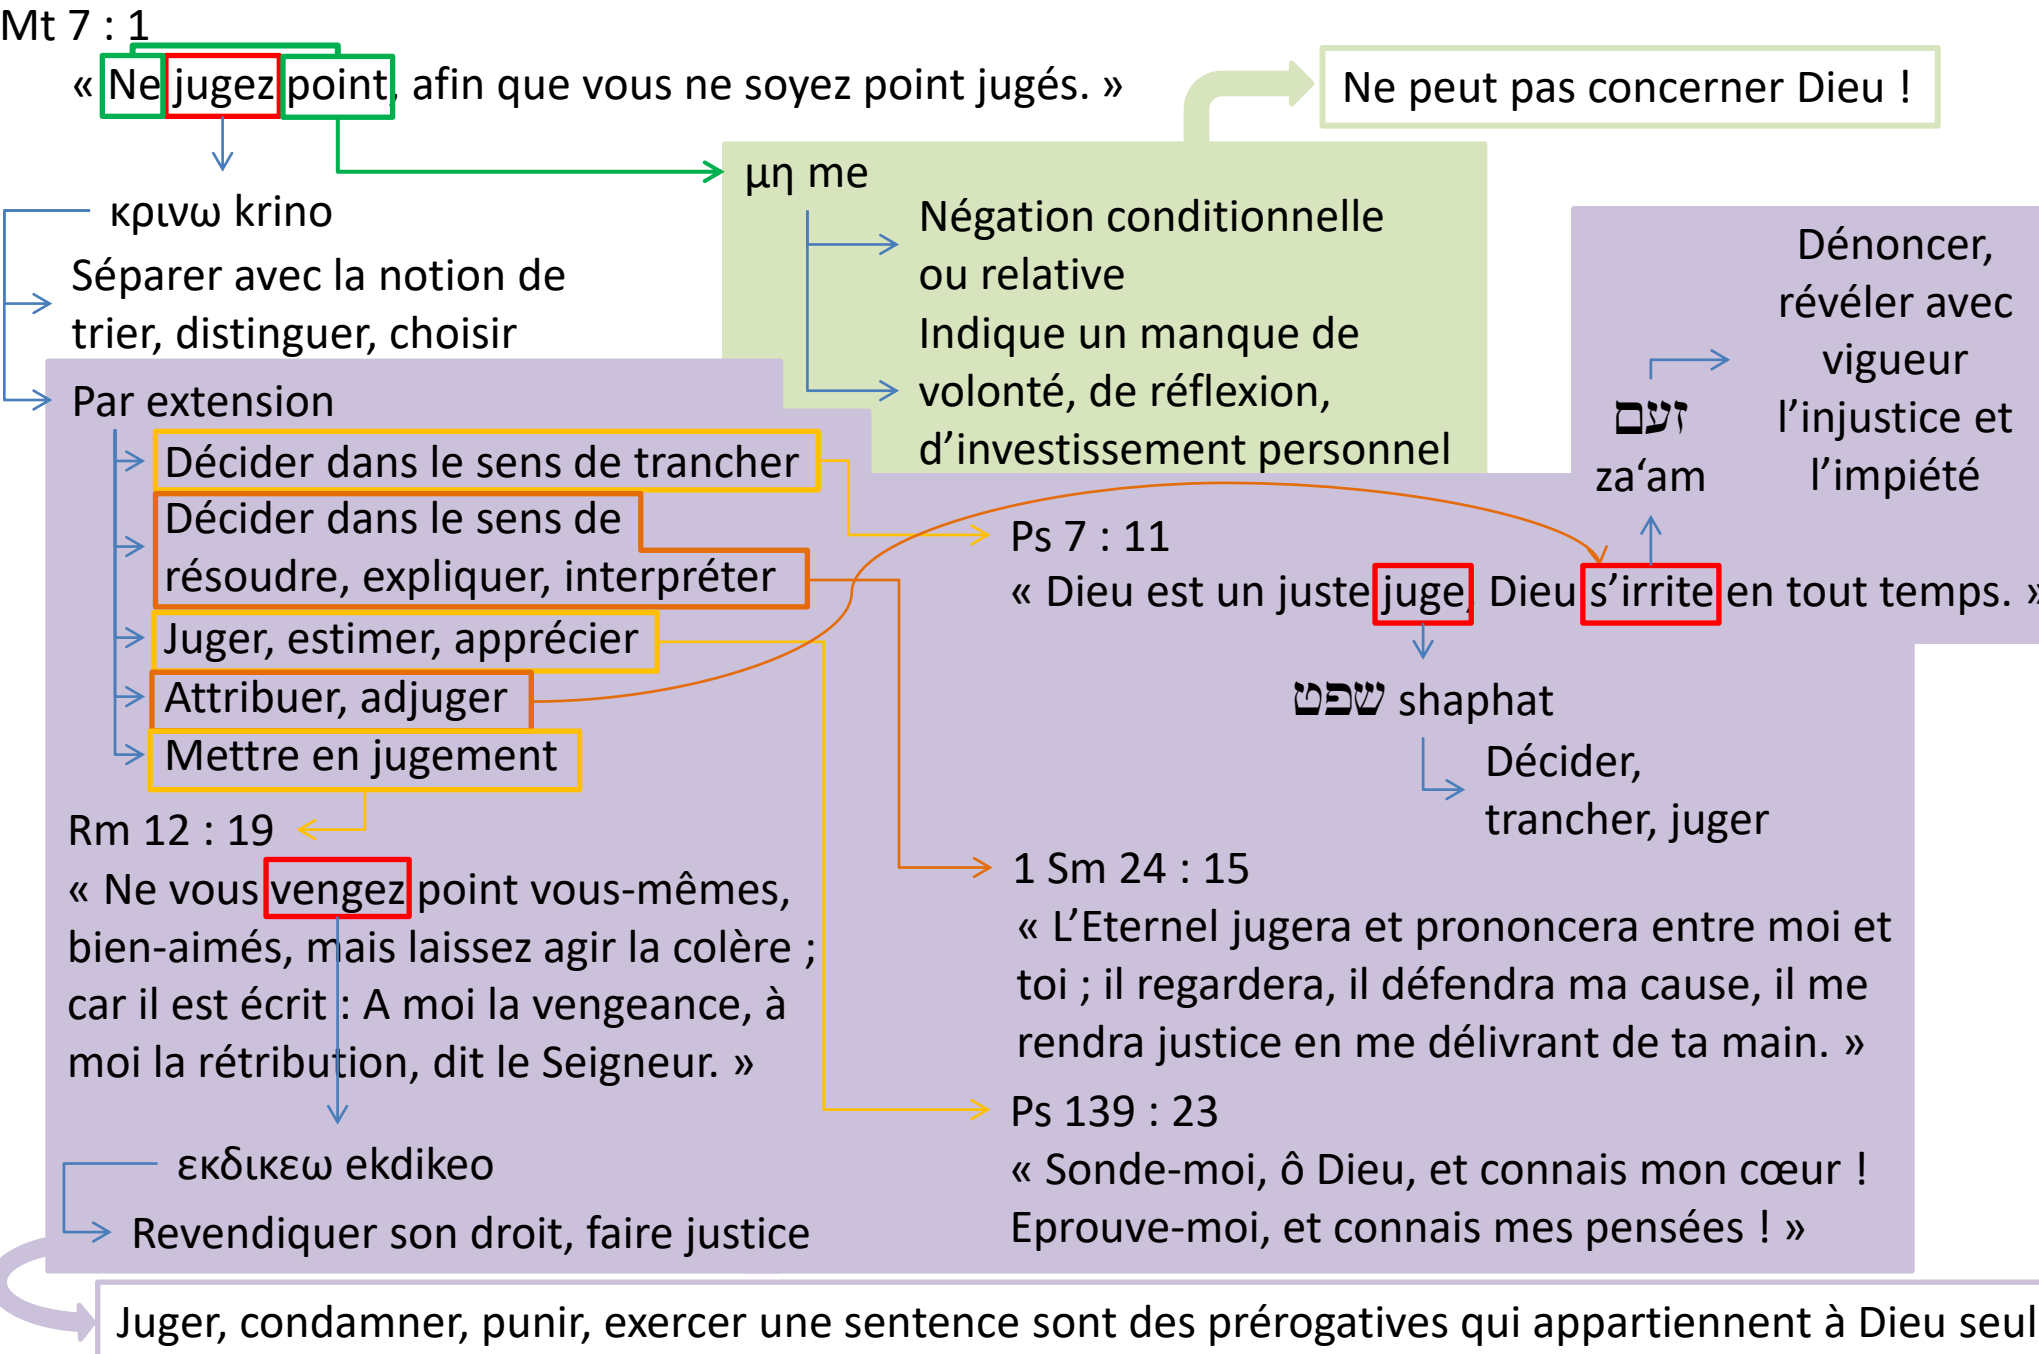 Mt 7 : 1
« Ne jugez point, afin que vous ne soyez point jugés. »
Ne peut pas concerner Dieu !
κρινω krino
Séparer avec la notion de
trier, distinguer, choisir
μη me
Négation conditionnelle
ou relative
Indique un manque de
volonté, de réflexion,
d’investissement personnel
Par extension
Décider dans le sens de trancher
Décider dans le sens de
résoudre, expliquer, interpréter
Juger, estimer, apprécier
Attribuer, adjuger
Mettre en jugement
Dénoncer,
révéler avec
vigueur
l’injustice et
l’impiété
זעם
za‘am
Ps 7 : 11
« Dieu est un juste juge, Dieu s’irrite en tout temps. »
שפט shaphat
Décider,
trancher, juger
Rm 12 : 19
« Ne vous vengez point vous-mêmes,
bien-aimés, mais laissez agir la colère ;
car il est écrit : A moi la vengeance, à
moi la rétribution, dit le Seigneur. »
εκδικεω ekdikeo
Revendiquer son droit, faire justice
1 Sm 24 : 15
« L’Eternel jugera et prononcera entre moi et
toi ; il regardera, il défendra ma cause, il me
rendra justice en me délivrant de ta main. »
Ps 139 : 23
« Sonde-moi, ô Dieu, et connais mon cœur !
Eprouve-moi, et connais mes pensées ! »
Juger, condamner, punir, exercer une sentence sont des prérogatives qui appartiennent à Dieu seul